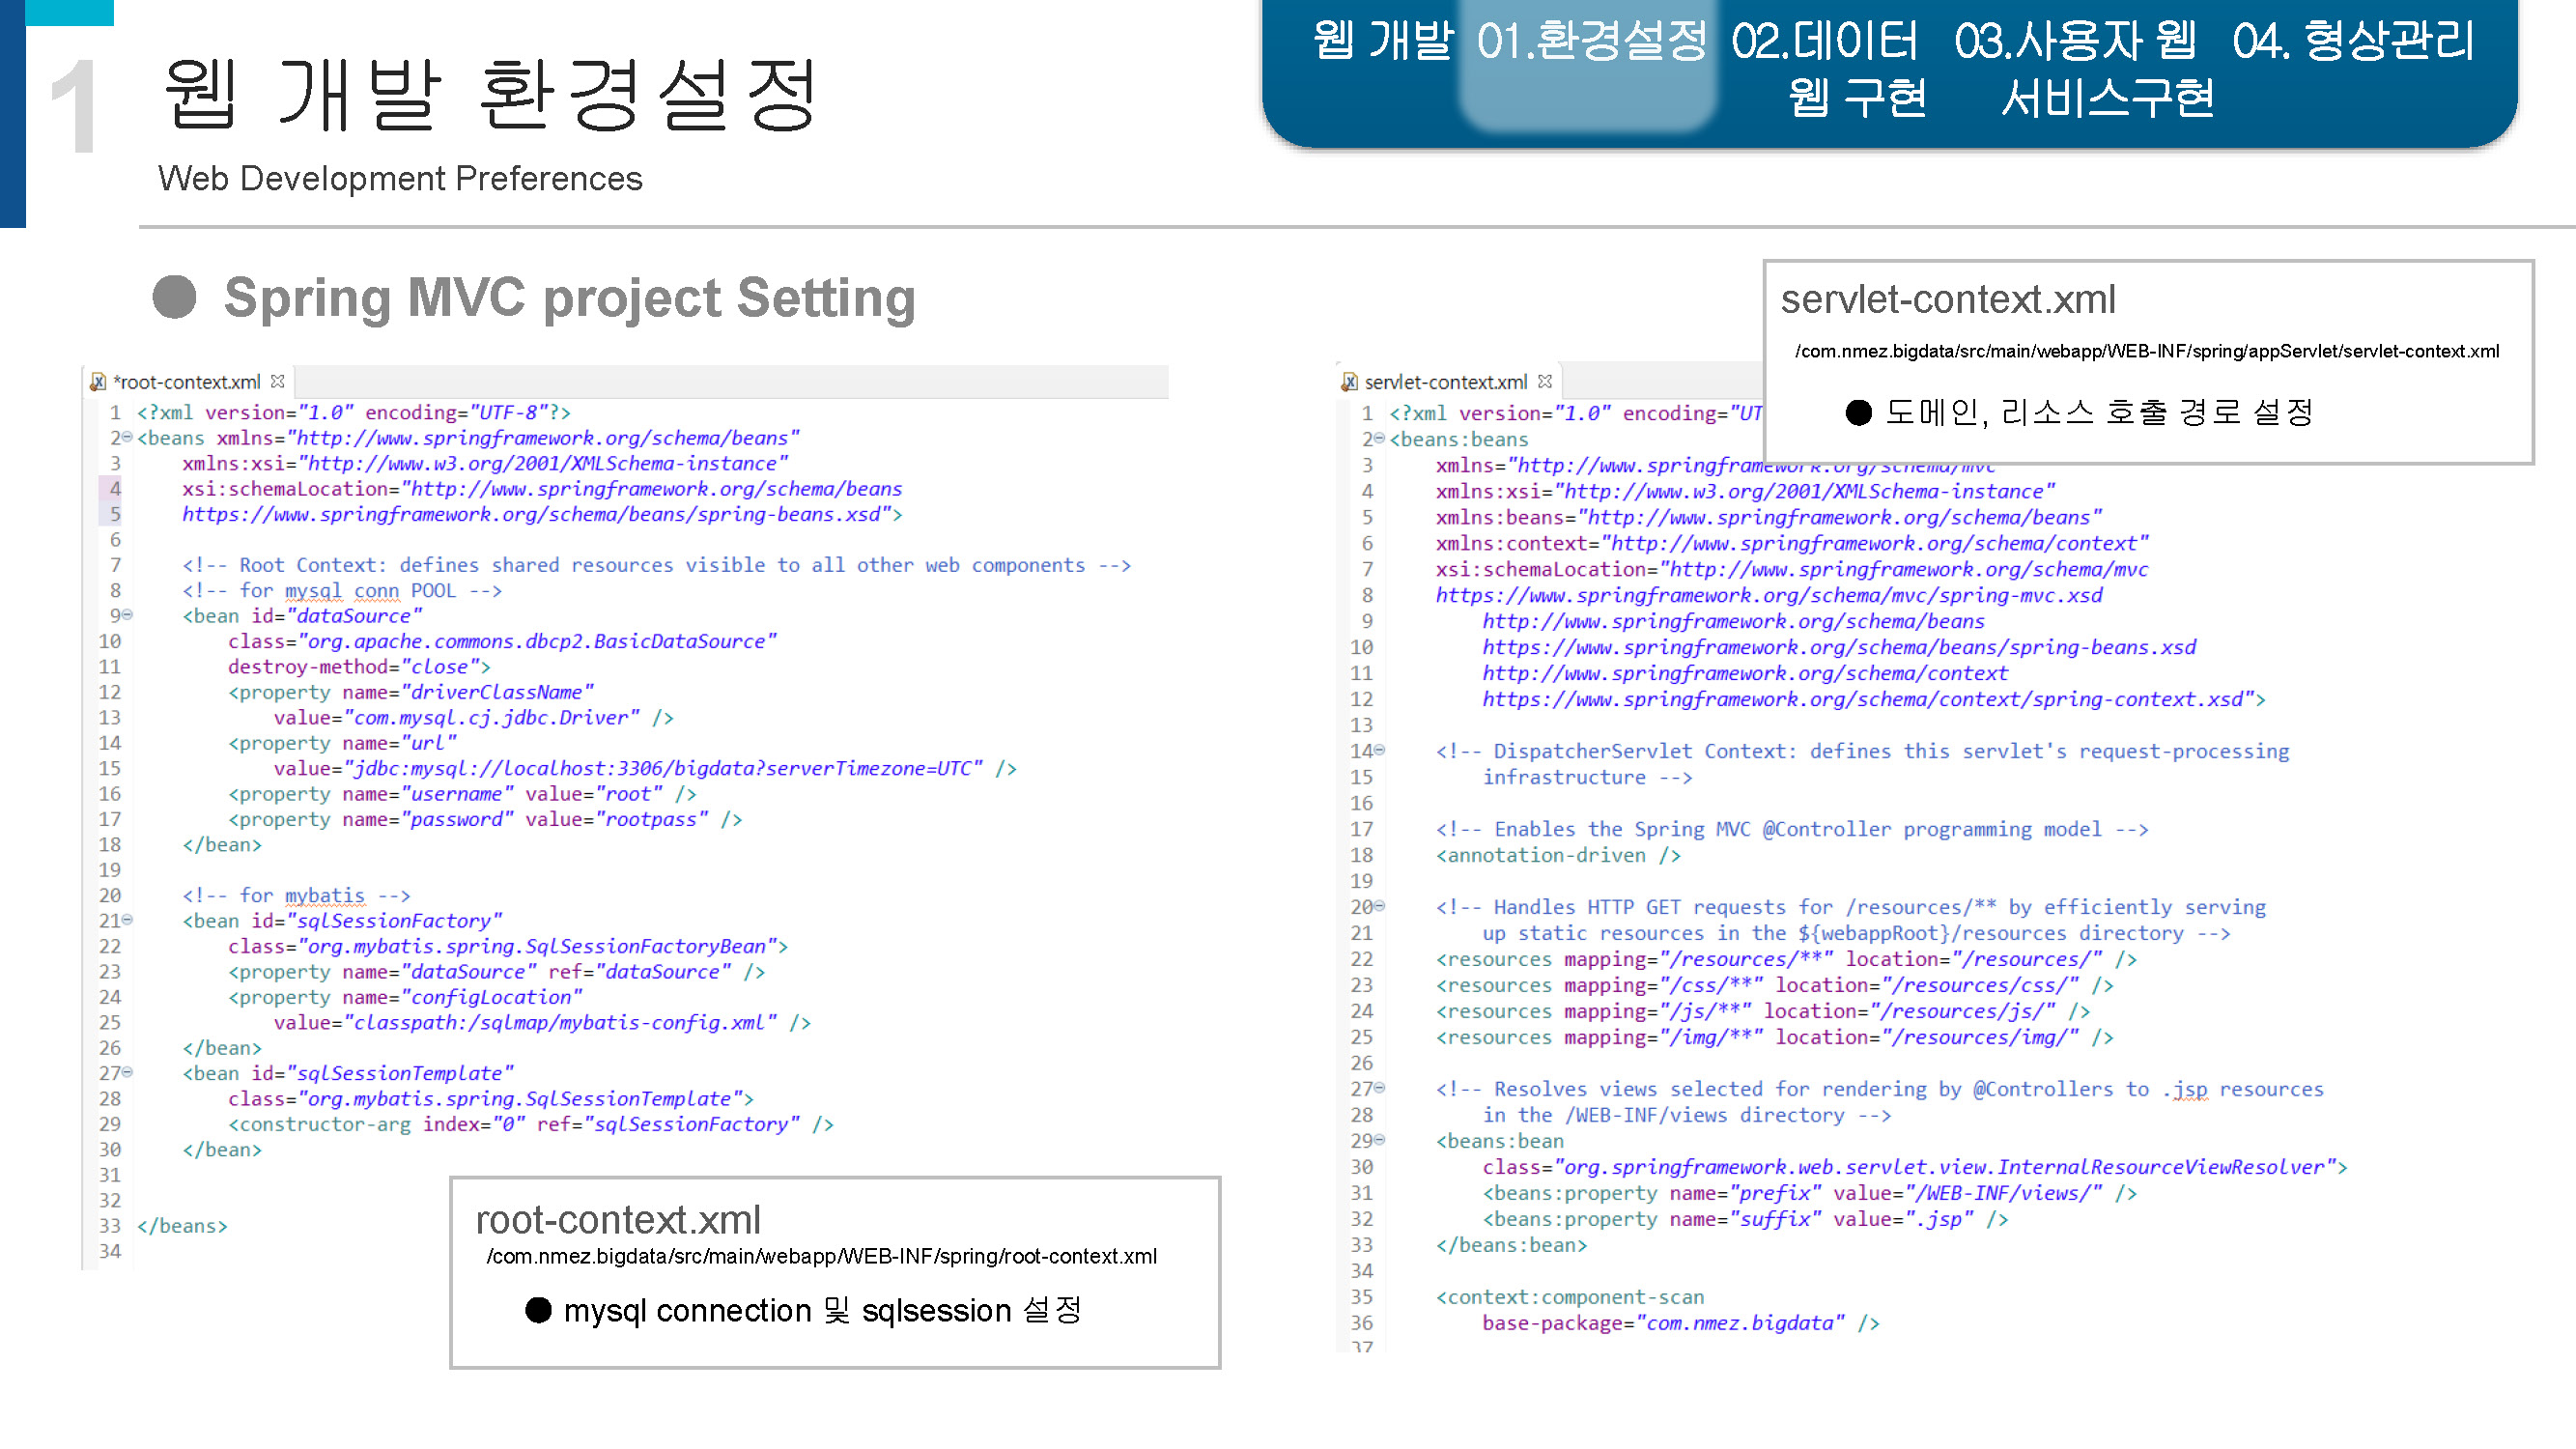 1
웹 개발 환경설정
Web Development Preferences
웹 개발 01.환경설정 02.데이터 03.사용자 웹 04. 형상관리
웹 구현 서비스구현
● Spring MVC project Setting
*root-context.xml
1 <?xml version="1.0" encoding="UTF-8"?>
2 <beans xmlns="http://www.springframework.org/schema/beans"
3 xmlns:xsi="http://www.w3.org/2001/XMLSchema-instance"
4 xsi:schemaLocation="http://www.springframework.org/schema/beans
5 https://www.springframework.org/schema/beans/spring-beans.xsd">
6
7 <!-- Root Context: defines shared resources visible to all other web components -->
8 <!-- for mysql conn POOL -->
9 <bean id="dataSource"
10 class="org.apache.commons.dbcp2.BasicDataSource"
11 destroy-method="close">
12 <property name="driverClassName"
13 value="com.mysql.cj.jdbc.Driver" />
14 <property name="url"
15 value="jdbc:mysql://localhost:3306/bigdata?serverTimezone=UTC" />
16 <property name="username" value="root" />
17 <property name="password" value="rootpass" />
18 </bean>
19
20 <!-- for mybatis -->
21 <bean id="sqlSessionFactory"
22 class="org.mybatis.spring.SqlSessionFactoryBean">
23 <property name="dataSource" ref="dataSource" />
24 <property name="configLocation"
25 value="classpath:/sqlmap/mybatis-config.xml" />
26 </bean>
27 <bean id="sqlSessionTemplate"
28 class="org.mybatis.spring.SqlSessionTemplate">
29 <constructor-arg index="0" ref="sqlSessionFactory" />
30 </bean>
31
32
33 </beans>
34
root-context.xml
/com.nmez.bigdata/src/main/webapp/WEB-INF/spring/root-context.xml
● mysql connection 및 sqlsession 설정
servlet-context.xml
/com.nmez.bigdata/src/main/webapp/WEB-INF/spring/appServlet/servlet-context.xml
● 도메인, 리소스 호출 경로 설정
servlet-context.xml
1 <?xml version="1.0" encoding="UT
2 <beans:beans
3 xmlns="http://www.springframework.org/schema/mvc
4 xmlns:xsi="http://www.w3.org/2001/XMLSchema-instance"
5 xmlns:beans="http://www.springframework.org/schema/beans"
6 xmlns:context="http://www.springframework.org/schema/context"
7 xsi:schemaLocation="http://www.springframework.org/schema/mvc
8 https://www.springframework.org/schema/mvc/spring-mvc.xsd
9 http://www.springframework.org/schema/beans
10 https://www.springframework.org/schema/beans/spring-beans.xsd
11 http://www.springframework.org/schema/context
12 https://www.springframework.org/schema/context/spring-context.xsd">
13
14 <!-- DispatcherServlet Context: defines this servlet's request-processing
15 infrastructure -->
16
17 <!-- Enables the Spring MVC @Controller programming model -->
18 <annotation-driven />
19
20 <!-- Handles HTTP GET requests for /resources/** by efficiently serving
21 up static resources in the ${webappRoot}/resources directory -->
22 <resources mapping="/resources/**" location="/resources/" />
23 <resources mapping="/css/**" location="/resources/css/" />
24 <resources mapping="/js/**" location="/resources/js/" />
25 <resources mapping="/img/**" location="/resources/img/" />
26
27 <!-- Resolves views selected for rendering by @Controllers to .jsp resources
28 in the /WEB-INF/views directory -->
29 <beans:bean
30 class="org.springframework.web.servlet.view.InternalResourceViewResolver">
31 <beans:property name="prefix" value="/WEB-INF/views/" />
32 <beans:property name="suffix" value=".jsp" />
33 </beans:bean>
34
35 <context:component-scan
36 base-package="com.nmez.bigdata" />
37